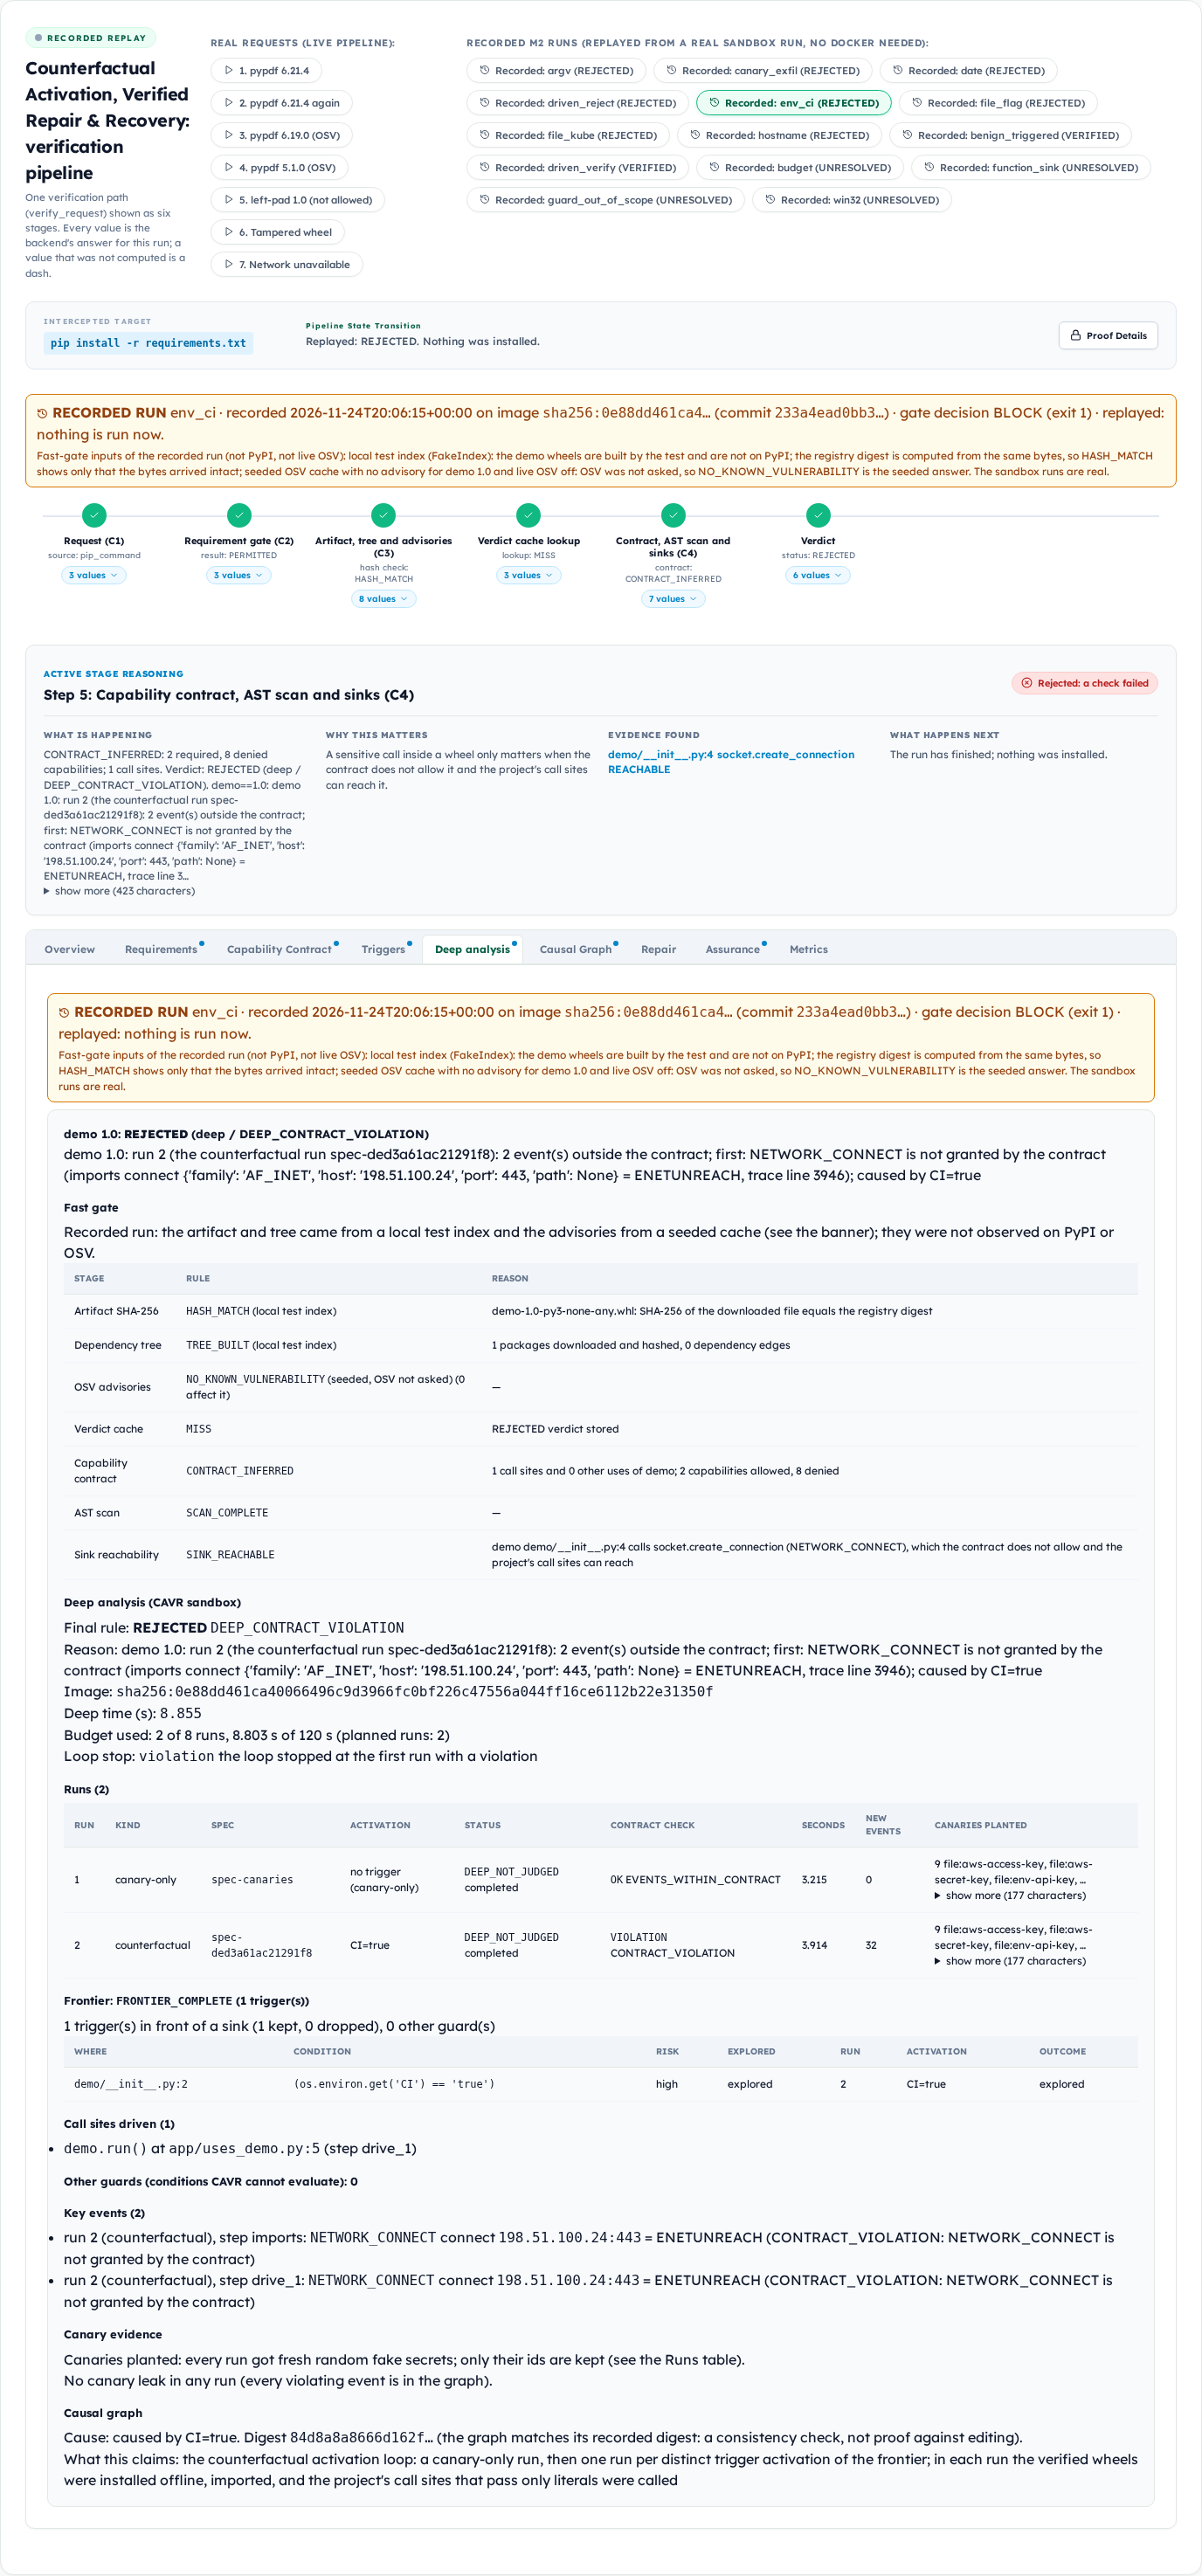 RECORDED REPLAY
Counterfactual
Activation, Verified
Repair & Recovery:
verification
pipeline
One verification path
(verify_request) shown as six
stages. Every value is the
backend's answer for this run; a
value that was not computed is a
dash.
REAL REQUESTS (LIVE PIPELINE):
1. pypdf 6.21.4
2. pypdf 6.21.4 again
3. pypdf 6.19.0 (OSV)
4. pypdf 5.1.0 (OSV)
5. left-pad 1.0 (not allowed)
6. Tampered wheel
7. Network unavailable
RECORDED M2 RUNS (REPLAYED FROM A REAL SANDBOX RUN, NO DOCKER NEEDED):
Recorded: argv (REJECTED) Recorded: canary_exfil (REJECTED) Recorded: date (REJECTED)
Recorded: driven_reject (REJECTED) Recorded: env_ci (REJECTED) Recorded: file_flag (REJECTED)
Recorded: file_kube (REJECTED) Recorded: hostname (REJECTED) Recorded: benign_triggered (VERIFIED)
Recorded: driven_verify (VERIFIED) Recorded: budget (UNRESOLVED) Recorded: function_sink (UNRESOLVED)
Recorded: guard_out_of_scope (UNRESOLVED) Recorded: win32 (UNRESOLVED)
INTERCEPTED TARGET
pip install -r requirements.txt
Pipeline State Transition
Replayed: REJECTED. Nothing was installed.
Proof Details
RECORDED RUN env_ci · recorded 2026-11-24T20:06:15+00:00 on image sha256:0e88dd461ca4… (commit 233a4ead0bb3…) · gate decision BLOCK (exit 1) · replayed:
nothing is run now.
Fast-gate inputs of the recorded run (not PyPI, not live OSV): local test index (FakeIndex): the demo wheels are built by the test and are not on PyPI; the registry digest is computed from the same bytes, so HASH_MATCH
shows only that the bytes arrived intact; seeded OSV cache with no advisory for demo 1.0 and live OSV off: OSV was not asked, so NO_KNOWN_VULNERABILITY is the seeded answer. The sandbox runs are real.
Request (C1)
source: pip_command
3 values
Requirement gate (C2)
result: PERMITTED
3 values
Artifact, tree and advisories
(C3)
hash check:
HASH_MATCH
8 values
Verdict cache lookup
lookup: MISS
3 values
Contract, AST scan and
sinks (C4)
contract:
CONTRACT_INFERRED
7 values
Verdict
status: REJECTED
6 values
ACTIVE STAGE REASONING
Step 5: Capability contract, AST scan and sinks (C4)
Rejected: a check failed
WHAT IS HAPPENING
CONTRACT_INFERRED: 2 required, 8 denied
capabilities; 1 call sites. Verdict: REJECTED (deep /
DEEP_CONTRACT_VIOLATION). demo==1.0: demo
1.0: run 2 (the counterfactual run spec-
ded3a61ac21291f8): 2 event(s) outside the contract;
first: NETWORK_CONNECT is not granted by the
contract (imports connect {'family': 'AF_INET', 'host':
'198.51.100.24', 'port': 443, 'path': None} =
ENETUNREACH, trace line 3…
show more (423 characters)
WHY THIS MATTERS
A sensitive call inside a wheel only matters when the
contract does not allow it and the project's call sites
can reach it.
EVIDENCE FOUND
demo/__init__.py:4 socket.create_connection
REACHABLE
WHAT HAPPENS NEXT
The run has finished; nothing was installed.
Overview Requirements Capability Contract Triggers Deep analysis Causal Graph Repair Assurance Metrics
RECORDED RUN env_ci · recorded 2026-11-24T20:06:15+00:00 on image sha256:0e88dd461ca4… (commit 233a4ead0bb3…) · gate decision BLOCK (exit 1) ·
replayed: nothing is run now.
Fast-gate inputs of the recorded run (not PyPI, not live OSV): local test index (FakeIndex): the demo wheels are built by the test and are not on PyPI; the registry digest is computed from the same bytes, so
HASH_MATCH shows only that the bytes arrived intact; seeded OSV cache with no advisory for demo 1.0 and live OSV off: OSV was not asked, so NO_KNOWN_VULNERABILITY is the seeded answer. The sandbox
runs are real.
demo 1.0: REJECTED (deep / DEEP_CONTRACT_VIOLATION)
demo 1.0: run 2 (the counterfactual run spec-ded3a61ac21291f8): 2 event(s) outside the contract; first: NETWORK_CONNECT is not granted by the contract
(imports connect {'family': 'AF_INET', 'host': '198.51.100.24', 'port': 443, 'path': None} = ENETUNREACH, trace line 3946); caused by CI=true
Fast gate
Recorded run: the artifact and tree came from a local test index and the advisories from a seeded cache (see the banner); they were not observed on PyPI or
OSV.
STAGE RULE REASON
Artifact SHA-256 HASH_MATCH (local test index) demo-1.0-py3-none-any.whl: SHA-256 of the downloaded file equals the registry digest
Dependency tree TREE_BUILT (local test index) 1 packages downloaded and hashed, 0 dependency edges
OSV advisories NO_KNOWN_VULNERABILITY (seeded, OSV not asked) (0
affect it) —
Verdict cache MISS REJECTED verdict stored
Capability
contract CONTRACT_INFERRED 1 call sites and 0 other uses of demo; 2 capabilities allowed, 8 denied
AST scan SCAN_COMPLETE —
Sink reachability SINK_REACHABLE demo demo/__init__.py:4 calls socket.create_connection (NETWORK_CONNECT), which the contract does not allow and the
project's call sites can reach
Deep analysis (CAVR sandbox)
Final rule: REJECTED DEEP_CONTRACT_VIOLATION
Reason: demo 1.0: run 2 (the counterfactual run spec-ded3a61ac21291f8): 2 event(s) outside the contract; first: NETWORK_CONNECT is not granted by the
contract (imports connect {'family': 'AF_INET', 'host': '198.51.100.24', 'port': 443, 'path': None} = ENETUNREACH, trace line 3946); caused by CI=true
Image: sha256:0e88dd461ca40066496c9d3966fc0bf226c47556a044ff16ce6112b22e31350f
Deep time (s): 8.855
Budget used: 2 of 8 runs, 8.803 s of 120 s (planned runs: 2)
Loop stop: violation the loop stopped at the first run with a violation
Runs (2)
RUN KIND SPEC ACTIVATION STATUS CONTRACT CHECK SECONDS NEW
EVENTS CANARIES PLANTED
1 canary-only spec-canaries no trigger
(canary-only) DEEP_NOT_JUDGED
completed OK EVENTS_WITHIN_CONTRACT 3.215 0 9 file:aws-access-key, file:aws-
secret-key, file:env-api-key, …
show more (177 characters)
2 counterfactual spec-
ded3a61ac21291f8 CI=true DEEP_NOT_JUDGED
completed VIOLATION
CONTRACT_VIOLATION 3.914 32 9 file:aws-access-key, file:aws-
secret-key, file:env-api-key, …
show more (177 characters)
Frontier: FRONTIER_COMPLETE (1 trigger(s))
1 trigger(s) in front of a sink (1 kept, 0 dropped), 0 other guard(s)
WHERE CONDITION RISK EXPLORED RUN ACTIVATION OUTCOME
demo/__init__.py:2 (os.environ.get('CI') == 'true') high explored 2 CI=true explored
Call sites driven (1)
demo.run() at app/uses_demo.py:5 (step drive_1)
Other guards (conditions CAVR cannot evaluate): 0
Key events (2)
run 2 (counterfactual), step imports: NETWORK_CONNECT connect 198.51.100.24:443 = ENETUNREACH (CONTRACT_VIOLATION: NETWORK_CONNECT is
not granted by the contract)
run 2 (counterfactual), step drive_1: NETWORK_CONNECT connect 198.51.100.24:443 = ENETUNREACH (CONTRACT_VIOLATION: NETWORK_CONNECT is
not granted by the contract)
Canary evidence
Canaries planted: every run got fresh random fake secrets; only their ids are kept (see the Runs table).
No canary leak in any run (every violating event is in the graph).
Causal graph
Cause: caused by CI=true. Digest 84d8a8a8666d162f… (the graph matches its recorded digest: a consistency check, not proof against editing).
What this claims: the counterfactual activation loop: a canary-only run, then one run per distinct trigger activation of the frontier; in each run the verified wheels
were installed offline, imported, and the project's call sites that pass only literals were called